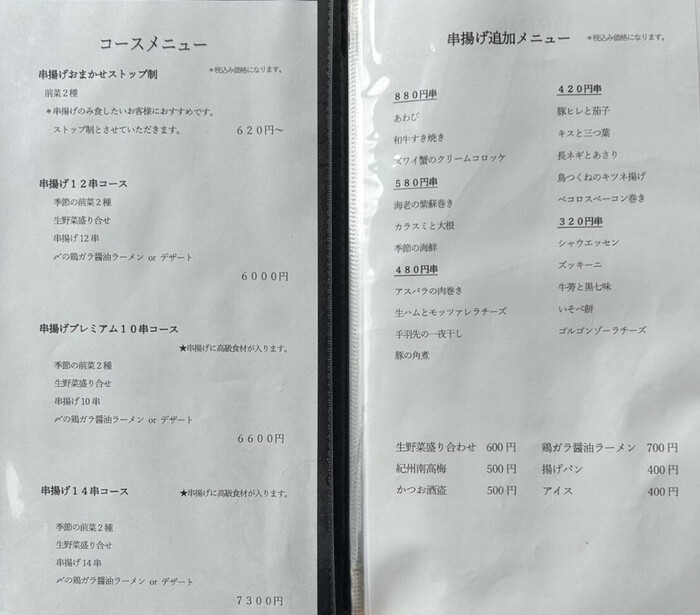 コースメニュー
串揚げおまかせストップ制
＊税込み価格になります。
前菜２種
＊串揚げのみ食したいお客様におすすめです。
ストップ制とさせていただきます。 ６２０円～
串揚げ１２串コース
季節の前菜２種
生野菜盛り合せ
串揚げ12串
〆の鶏ガラ醤油ラーメン or デザート
６０００円
串揚げプレミアム１０串コース
★串揚げに高級食材が入ります。
季節の前菜２種
生野菜盛り合せ
串揚げ10串
〆の鶏ガラ醤油ラーメン or デザート
６６００円
串揚げ１４串コース ★串揚げに高級食材が入ります。
季節の前菜２種
生野菜盛り合せ
串揚げ14串
〆の鶏ガラ醤油ラーメン or デザート
７３００円
串揚げ追加メニュー ＊税込み価格になります。
８８０円串
あわび
和牛すき焼き
ズワイ蟹のクリームコロッケ
５８０円串
海老の紫蘇巻き
カラスミと大根
季節の海鮮
４８０円串
アスパラの肉巻き
生ハムとモッツァレラチーズ
手羽先の一夜干し
豚の角煮
４２０円串
豚ヒレと茄子
キスと三つ葉
長ネギとあさり
鳥つくねのキツネ揚げ
ペコロスベーコン巻き
３２０円串
シャウエッセン
ズッキーニ
牛蒡と黒七味
いそべ餅
ゴルゴンゾーラチーズ
生野菜盛り合わせ 600円
紀州南高梅 500円
かつお酒盗 500円
鶏ガラ醤油ラーメン 700円
揚げパン 400円
アイス 400円